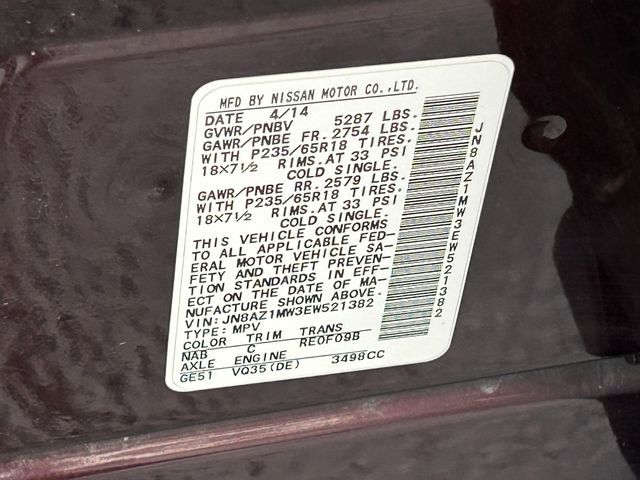 MFD BY NISSAN MOTOR CO.,LTD.
DATE 4/14
GVWR/PNBV 5287 LBS.
GAWR/PNBE FR. 2754 LBS.
WITH P235/65R18 TIRES.
18×7½ RIMS.AT 33 PSI
COLD SINGLE.
GAWR/PNBE RR. 2579 LBS.
WITH P235/65R18 TIRES.
18×7½ RIMS.AT 33 PSI
COLD SINGLE.
THIS VEHICLE CONFORMS
TO ALL APPLICABLE FED-
ERAL MOTOR VEHICLE SA-
FETY AND THEFT PREVEN-
TION STANDARDS IN EFF-
ECT ON THE DATE OF MA-
NUFACTURE SHOWN ABOVE.
VIN:JN8AZ1MW3EW521382
TYPE:MPV
COLOR TRIM TRANS
NAB C RE0F09B
AXLE ENGINE
GE51 VQ35(DE) 3498CC
JN8AZ1MW3EW521382